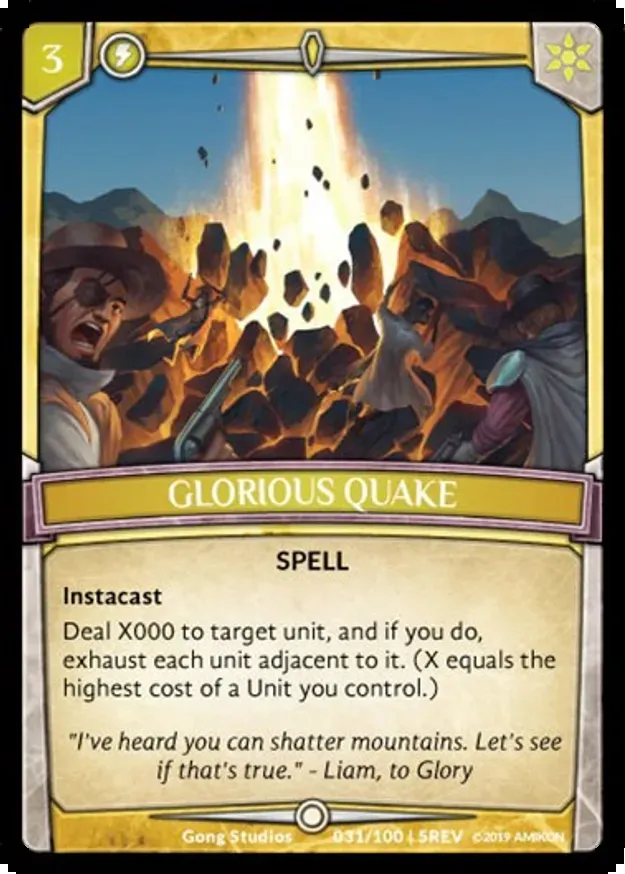 3
GLORIOUS QUAKE
SPELL
Instacast
Deal X000 to target unit, and if you do,
exhaust each unit adjacent to it. (X equals the
highest cost of a Unit you control.)
"I've heard you can shatter mountains. Let's see
if that's true." - Liam, to Glory
Gong Studios 031/100 | 5REV ©2019 AMIKON